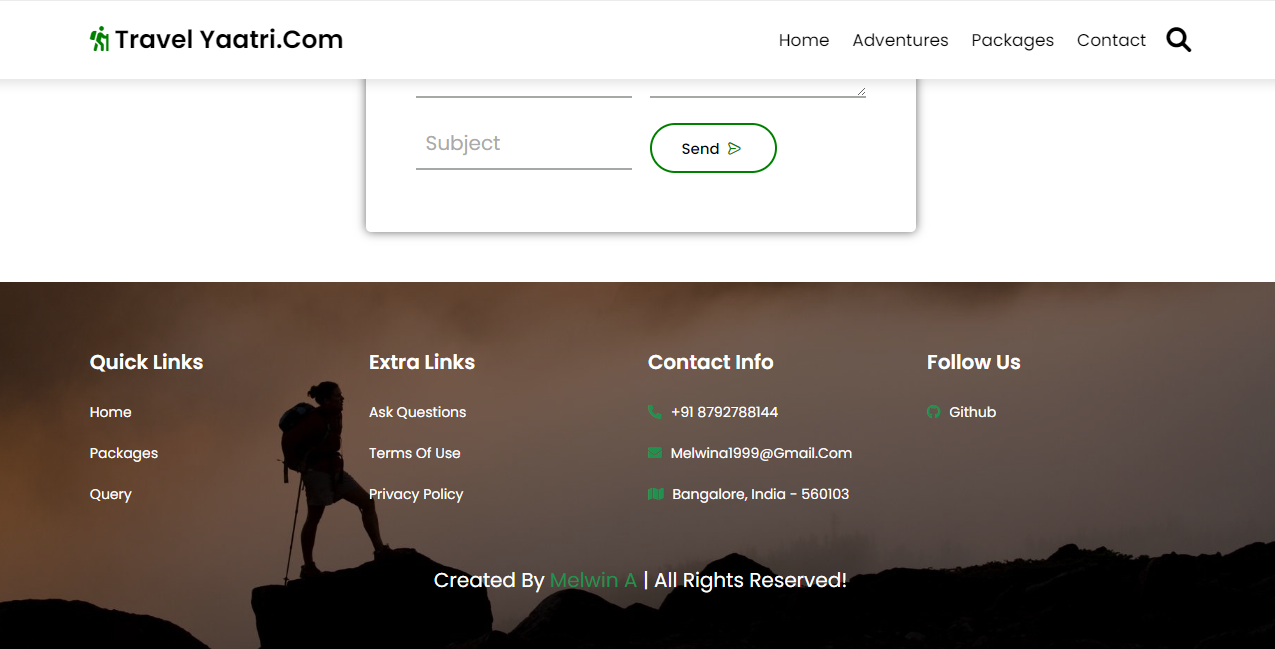 Travel Yaatri.Com
Home Adventures Packages Contact
Subject
Send
Quick Links
Home
Packages
Query
Extra Links
Ask Questions
Terms Of Use
Privacy Policy
Contact Info
+91 8792788144
Melwina1999@Gmail.Com
Bangalore, India - 560103
Follow Us
Github
Created By Melwin A | All Rights Reserved!